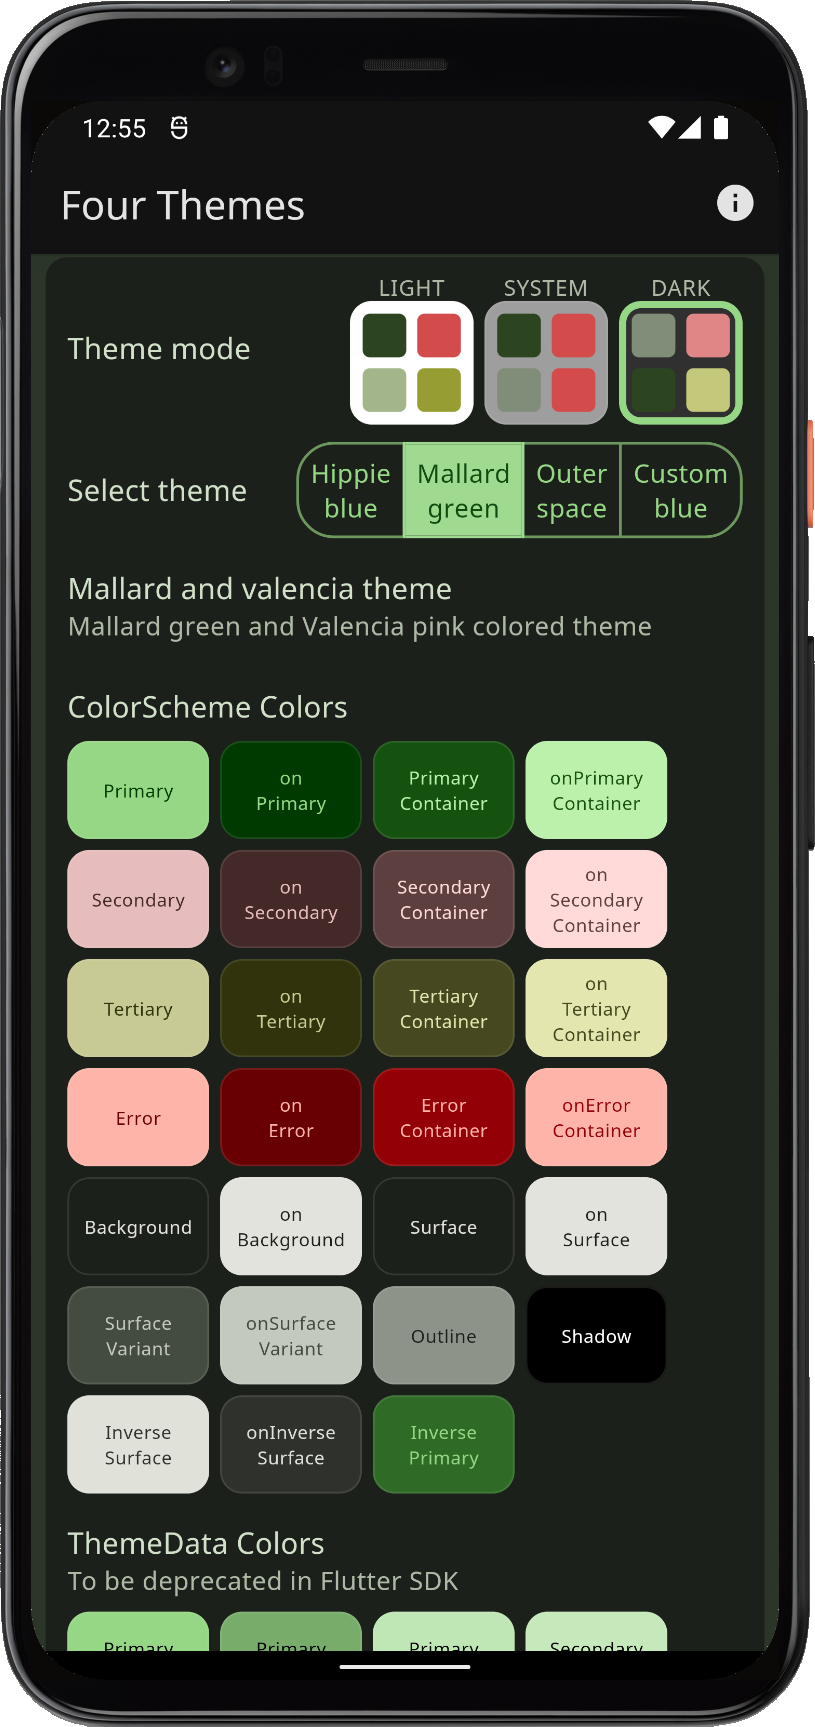 12:55
Four Themes
LIGHT SYSTEM DARK
Theme mode
Select theme
Hippie blue
Mallard green
Outer space
Custom blue
Mallard and valencia theme
Mallard green and Valencia pink colored theme
ColorScheme Colors
Primary
on
Primary
Primary
Container
onPrimary
Container
Secondary
on
Secondary
Secondary
Container
on
Secondary
Container
Tertiary
on
Tertiary
Tertiary
Container
on
Tertiary
Container
Error
on
Error
Error
Container
onError
Container
Background
on
Background
Surface
on
Surface
Surface
Variant
onSurface
Variant
Outline
Shadow
Inverse
Surface
onInverse
Surface
Inverse
Primary
ThemeData Colors
To be deprecated in Flutter SDK
Primary
Primary
Primary
Secondary